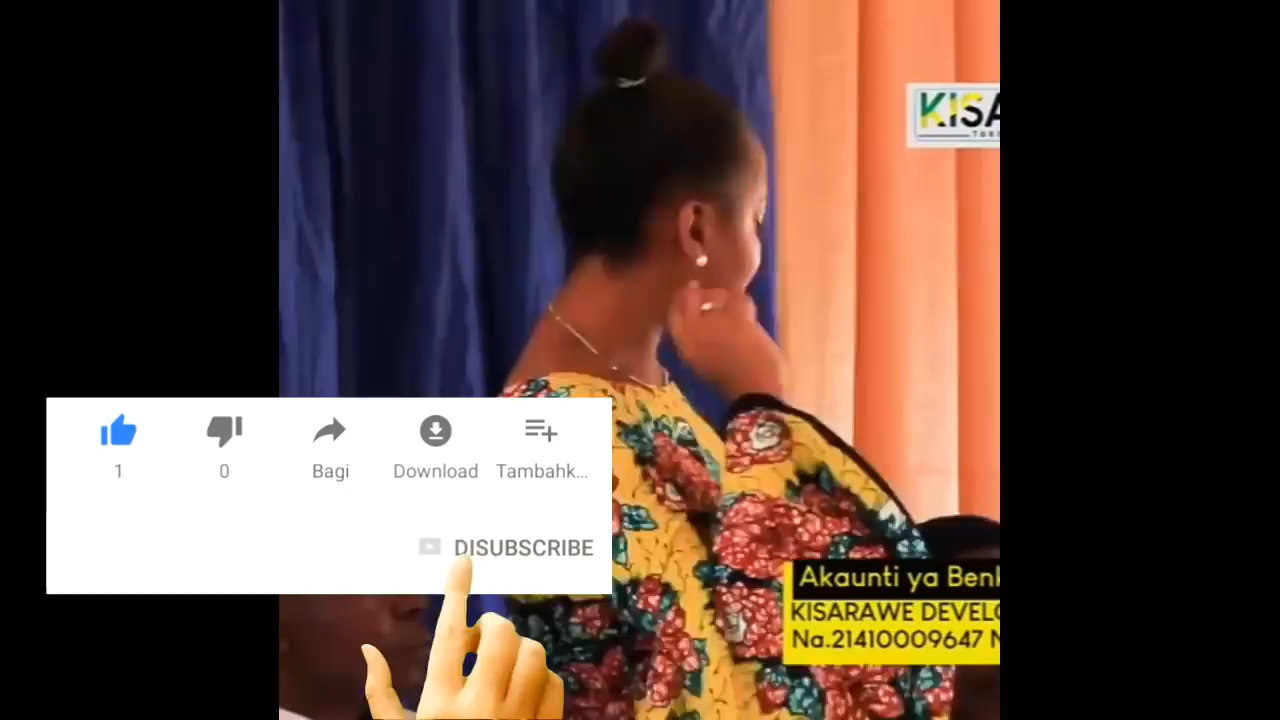 KISA
1
0
Bagi
Download
Tambahk...
DISUBSCRIBE
Akaunti ya Benk
KISARAWE DEVELO
Na.21410009647 N